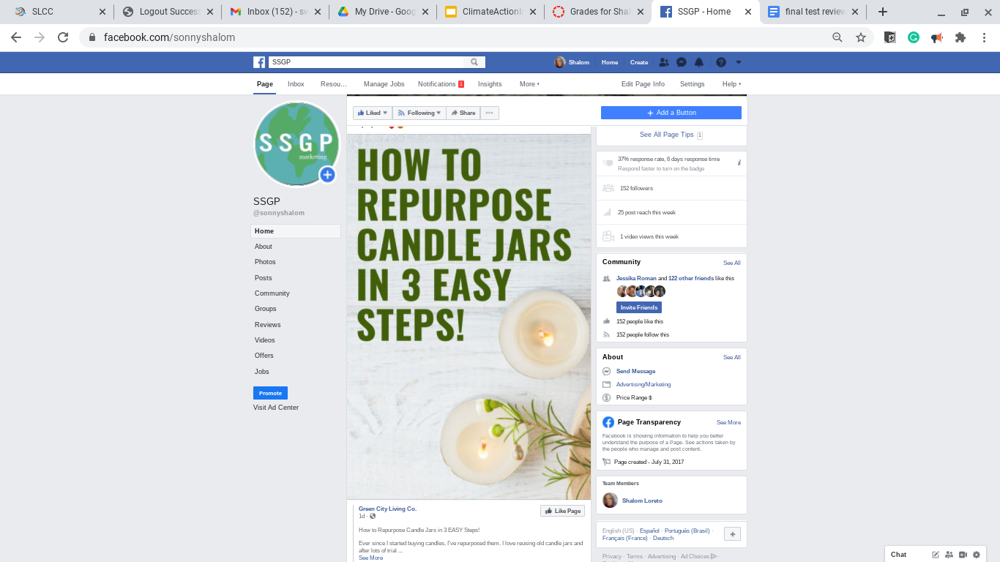 SLCC
Logout Success
Inbox (152) - sw
My Drive - Goog
ClimateActionI
Grades for Shal
SSGP - Home
final test review
facebook.com/sonnyshalom
SSGP
Shalom
Home
Create
Page
Inbox
Resou...
Manage Jobs
Notifications 1
Insights
More
Edit Page Info
Settings
Help
Liked
Following
Share
+ Add a Button
SSGP
marketing
SSGP
@sonnyshalom
Home
About
Photos
Posts
Community
Groups
Reviews
Videos
Offers
Jobs
Promote
Visit Ad Center
HOW TO
REPURPOSE
CANDLE JARS
IN 3 EASY
STEPS!
Green City Living Co.
1d ·
Like Page
How to Repurpose Candle Jars in 3 EASY Steps!
Ever since I started buying candles, I've repurposed them. I love reusing old candle jars and
after lots of trial ...
See More
See All Page Tips 1
37% response rate, 6 days response time
Respond faster to turn on the badge
152 followers
25 post reach this week
1 video views this week
Community
See All
Jessika Roman and 122 other friends like this
Invite Friends
152 people like this
152 people follow this
About
See All
Send Message
Advertising/Marketing
Price Range $
Page Transparency
See More
Facebook is showing information to help you better
understand the purpose of a Page. See actions taken by
the people who manage and post content.
Page created - July 31, 2017
Team Members
Shalom Loreto
English (US) · Español · Português (Brasil) ·
Français (France) · Deutsch
Privacy · Terms · Advertising · Ad Choices ·
Chat